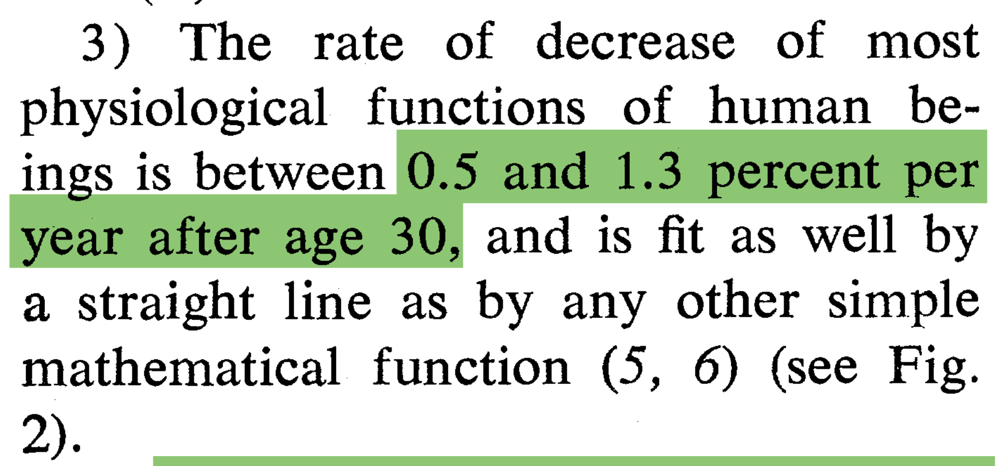 3) The rate of decrease of most
physiological functions of human be-
ings is between 0.5 and 1.3 percent per
year after age 30, and is fit as well by
a straight line as by any other simple
mathematical function (5, 6) (see Fig.
2).